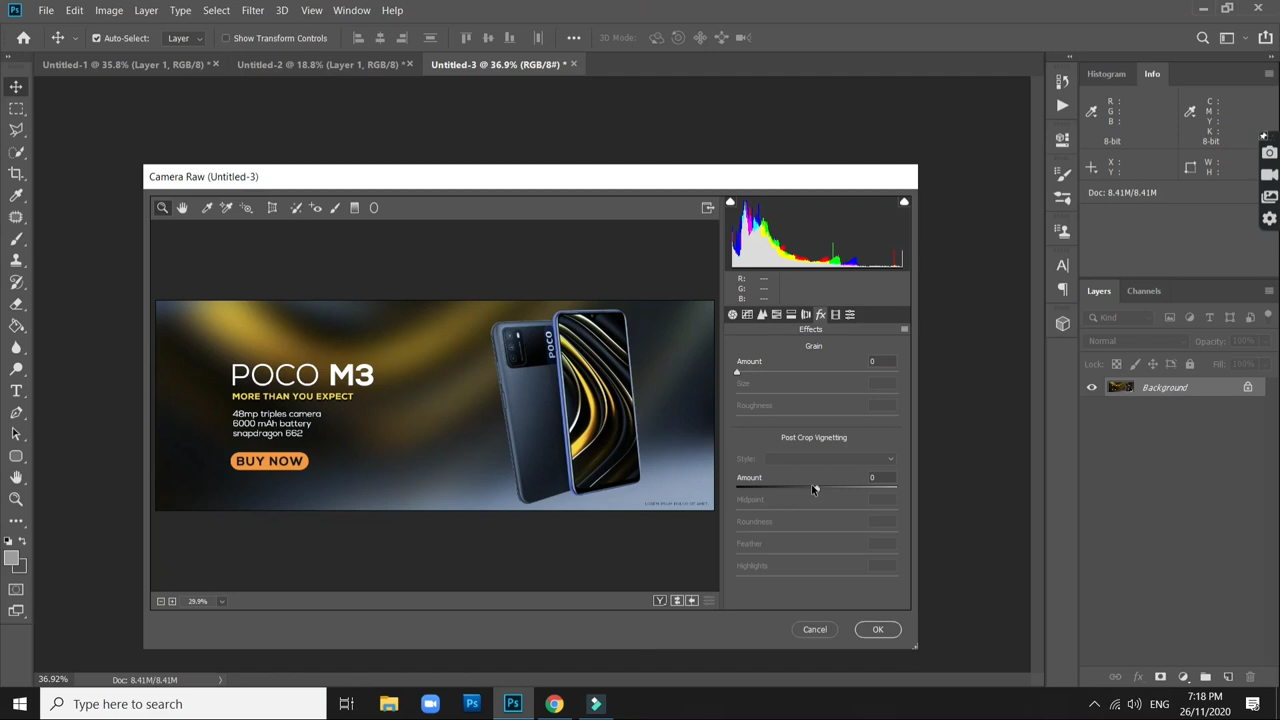 File Edit Image Layer Type Select Filter 3D View Window Help
Auto-Select: Layer Show Transform Controls 3D Mode:
Untitled-1 @ 35.8% (Layer 1, RGB/8) * × Untitled-2 @ 18.8% (Layer 1, RGB/8#) * × Untitled-3 @ 36.9% (RGB/8#) * ×
Histogram Info
R :
G :
B :
C :
M :
Y :
K :
8-bit 8-bit
X :
Y :
W :
H :
Doc: 8.41M/8.41M
Camera Raw (Untitled-3)
R: ---
G: ---
B: ---
Effects
Grain
Amount 0
Size
Roughness
Post Crop Vignetting
Style:
Amount 0
Midpoint
Roundness
Feather
Highlights
POCO M3
MORE THAN YOU EXPECT
48mp triples camera
6000 mAh battery
snapdragon 662
BUY NOW
POCO
29.9%
Y
Cancel OK
Layers Channels
Kind
Normal Opacity: 100%
Lock: Fill: 100%
Background
36.92% Doc: 8.41M/8.41M
Type here to search
ENG
7:18 PM
26/11/2020